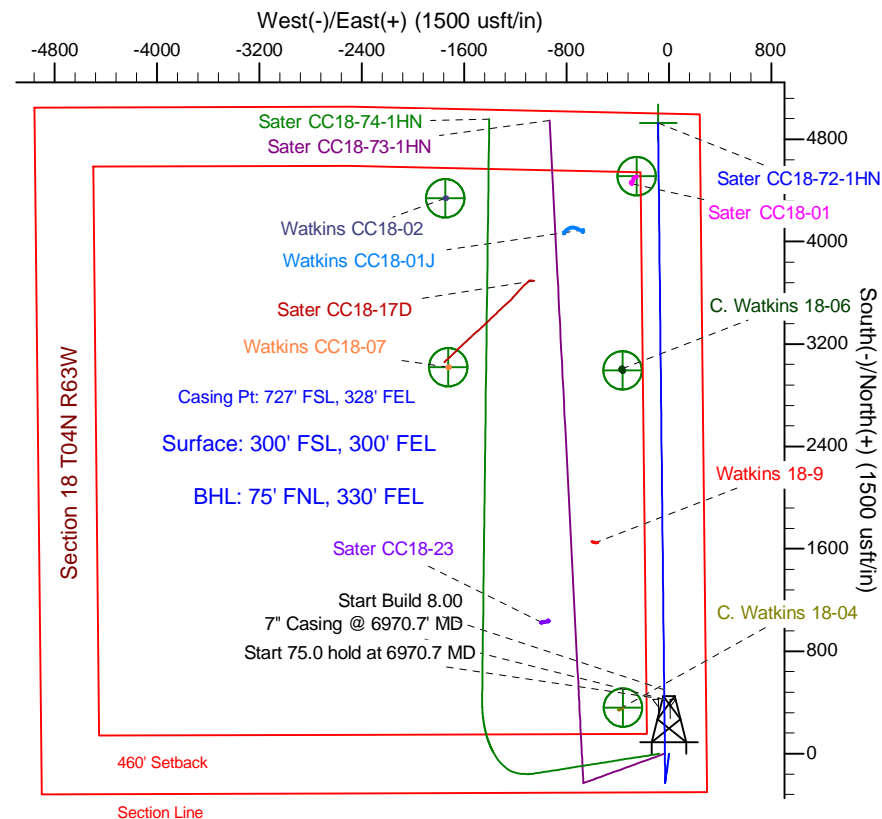 West(-)/East(+) (1500 usft/in)
-4800 -4000 -3200 -2400 -1600 -800 0 800
Sater CC18-74-1HN
Sater CC18-73-1HN
4800
Sater CC18-72-1HN
Sater CC18-01
Watkins CC18-02
4000
Watkins CC18-01J
Sater CC18-17D
C. Watkins 18-06
3200
Watkins CC18-07
Casing Pt: 727' FSL, 328' FEL
Surface: 300' FSL, 300' FEL
2400
BHL: 75' FNL, 330' FEL
Watkins 18-9
Section 18 T04N R63W
South(-)/North(+) (1500 usft/in)
Sater CC18-23
1600
Start Build 8.00
7" Casing @ 6970.7' MD
C. Watkins 18-04
Start 75.0 hold at 6970.7 MD
800
460' Setback
0
Section Line